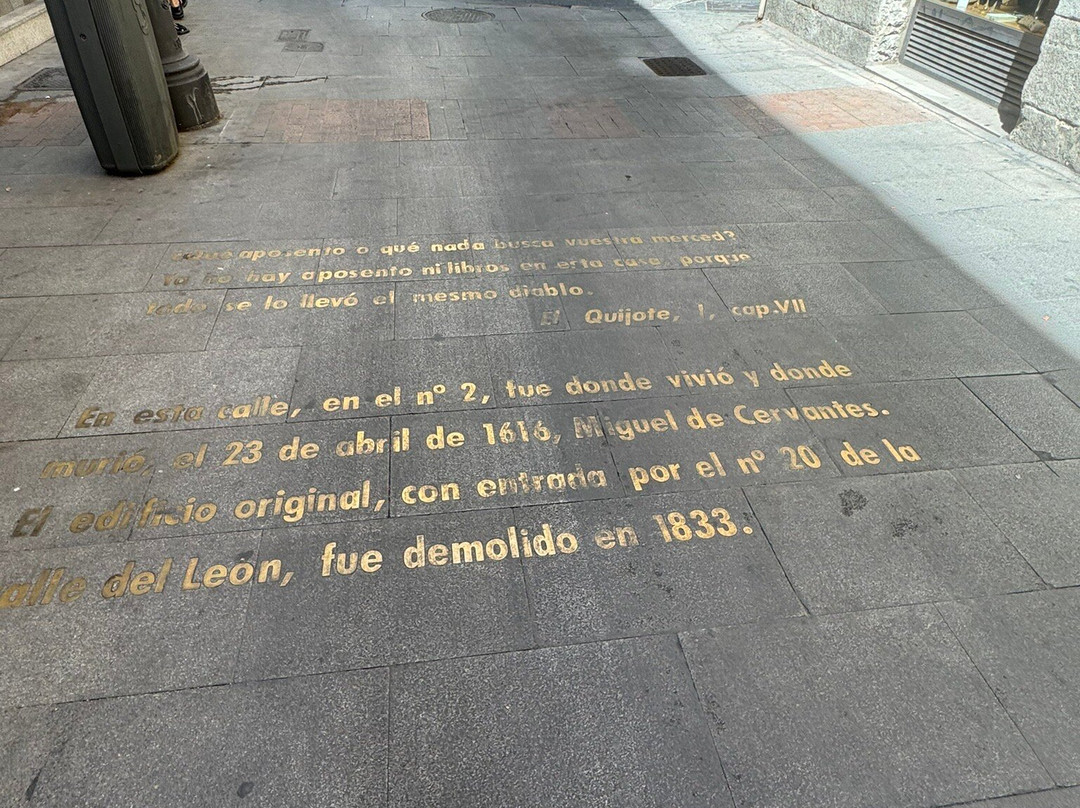 ¿Qué aposento o qué nada busca vuestra merced?
Ya no hay aposento ni libros en esta casa, porque
todo se lo llevó el mesmo diablo.
El Quijote, I, cap.VII
En esta calle, en el nº 2, fue donde vivió y donde
murió, el 23 de abril de 1616, Miguel de Cervantes.
El edificio original, con entrada por el nº 20 de la
calle del León, fue demolido en 1833.